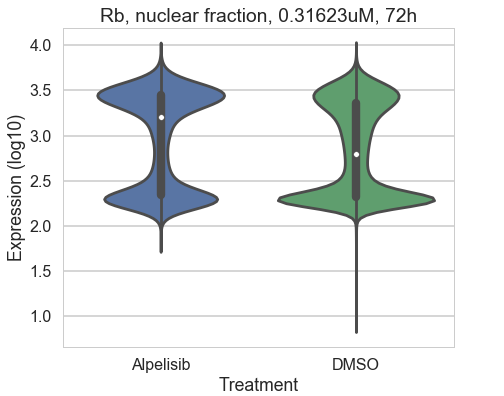 Rb, nuclear fraction, 0.31623uM, 72h
Expression (log10)
4.0
3.5
3.0
2.5
2.0
1.5
1.0
Alpelisib DMSO
Treatment